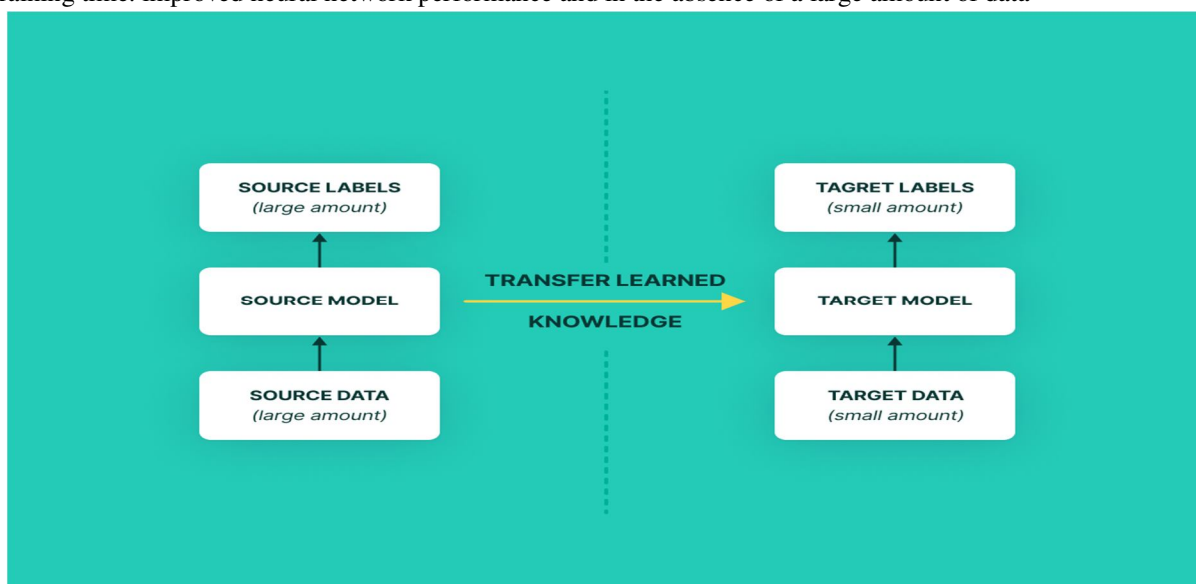 training time. improved neural network performance and in the absence of a large amount of data
SOURCE LABELS
(large amount)
SOURCE MODEL
SOURCE DATA
(large amount)
TRANSFER LEARNED
KNOWLEDGE
TAGRET LABELS
(small amount)
TARGET MODEL
TARGET DATA
(small amount)